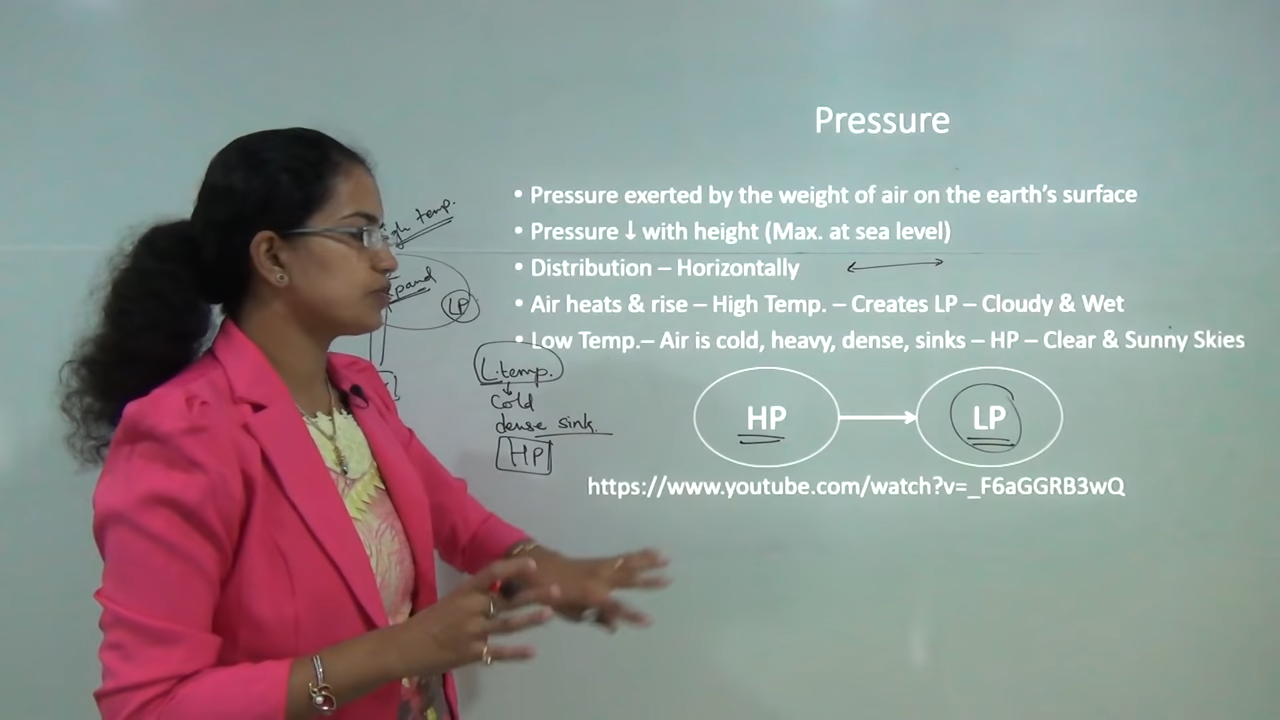 Pressure
• Pressure exerted by the weight of air on the earth's surface
• Pressure ↓ with height (Max. at sea level)
• Distribution – Horizontally
• Air heats & rise – High Temp. – Creates LP – Cloudy & Wet
• Low Temp.– Air is cold, heavy, dense, sinks – HP – Clear & Sunny Skies
HP → LP
https://www.youtube.com/watch?v=_F6aGGRB3wQ
temp.
LP
L.temp.
↓
Cold
dense sink.
HP